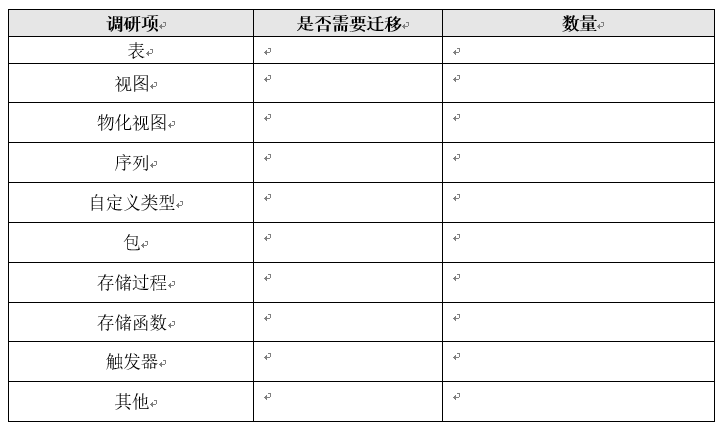 调研项 是否需要迁移 数量
表
视图
物化视图
序列
自定义类型
包
存储过程
存储函数
触发器
其他